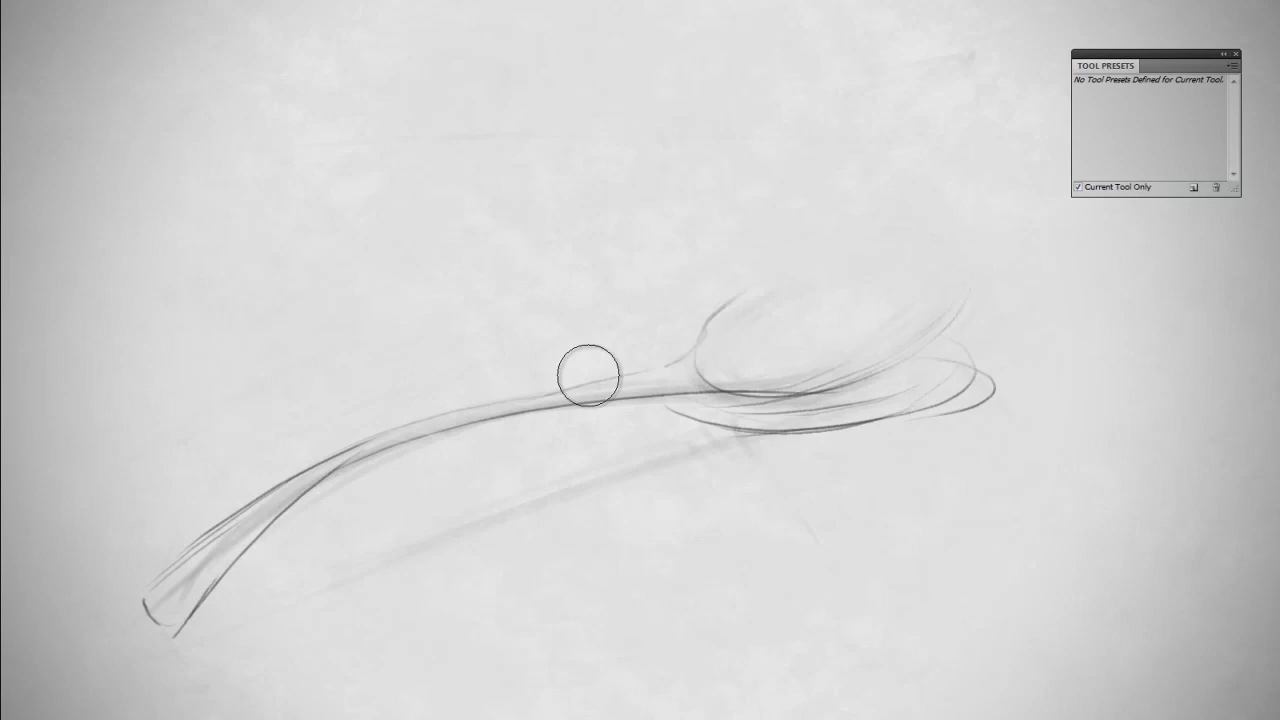 TOOL PRESETS
No Tool Presets Defined for Current Tool.
Current Tool Only